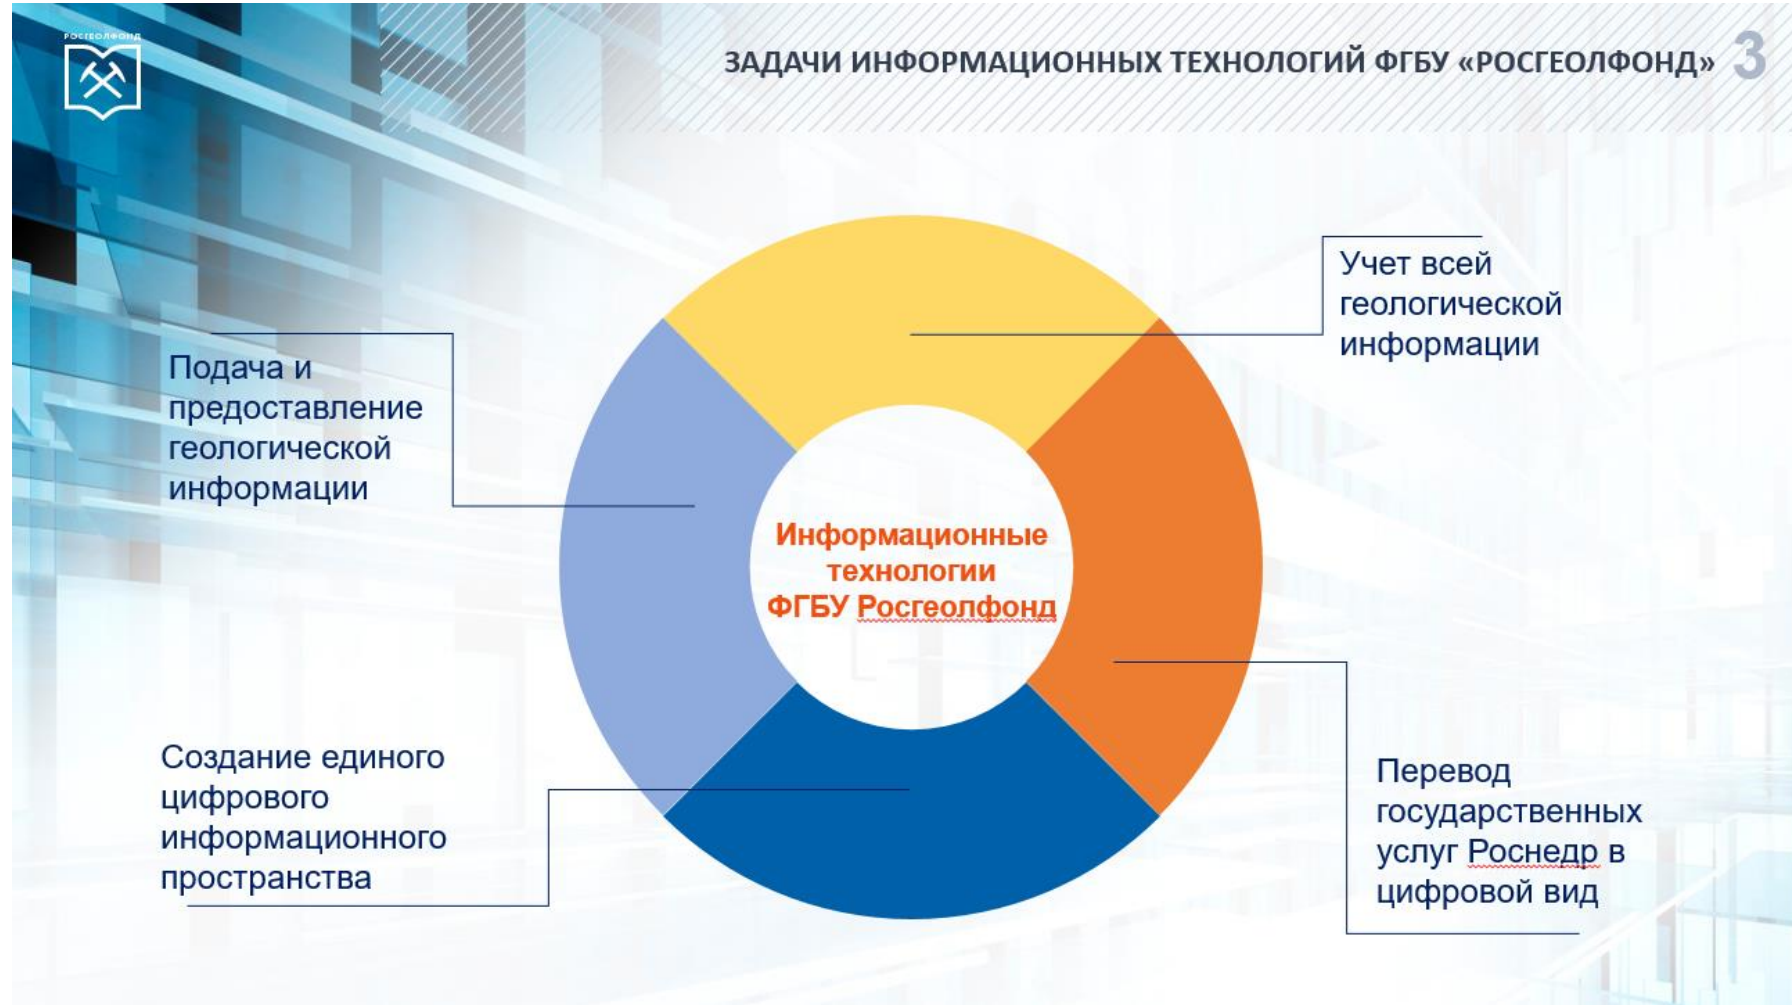 РОСГЕОЛФОНД
ЗАДАЧИ ИНФОРМАЦИОННЫХ ТЕХНОЛОГИЙ ФГБУ «РОСГЕОЛФОНД»
3
Учет всей
геологической
информации
Подача и
предоставление
геологической
информации
Информационные
технологии
ФГБУ Росгеолфонд
Создание единого
цифрового
информационного
пространства
Перевод
государственных
услуг Роснедр в
цифровой вид